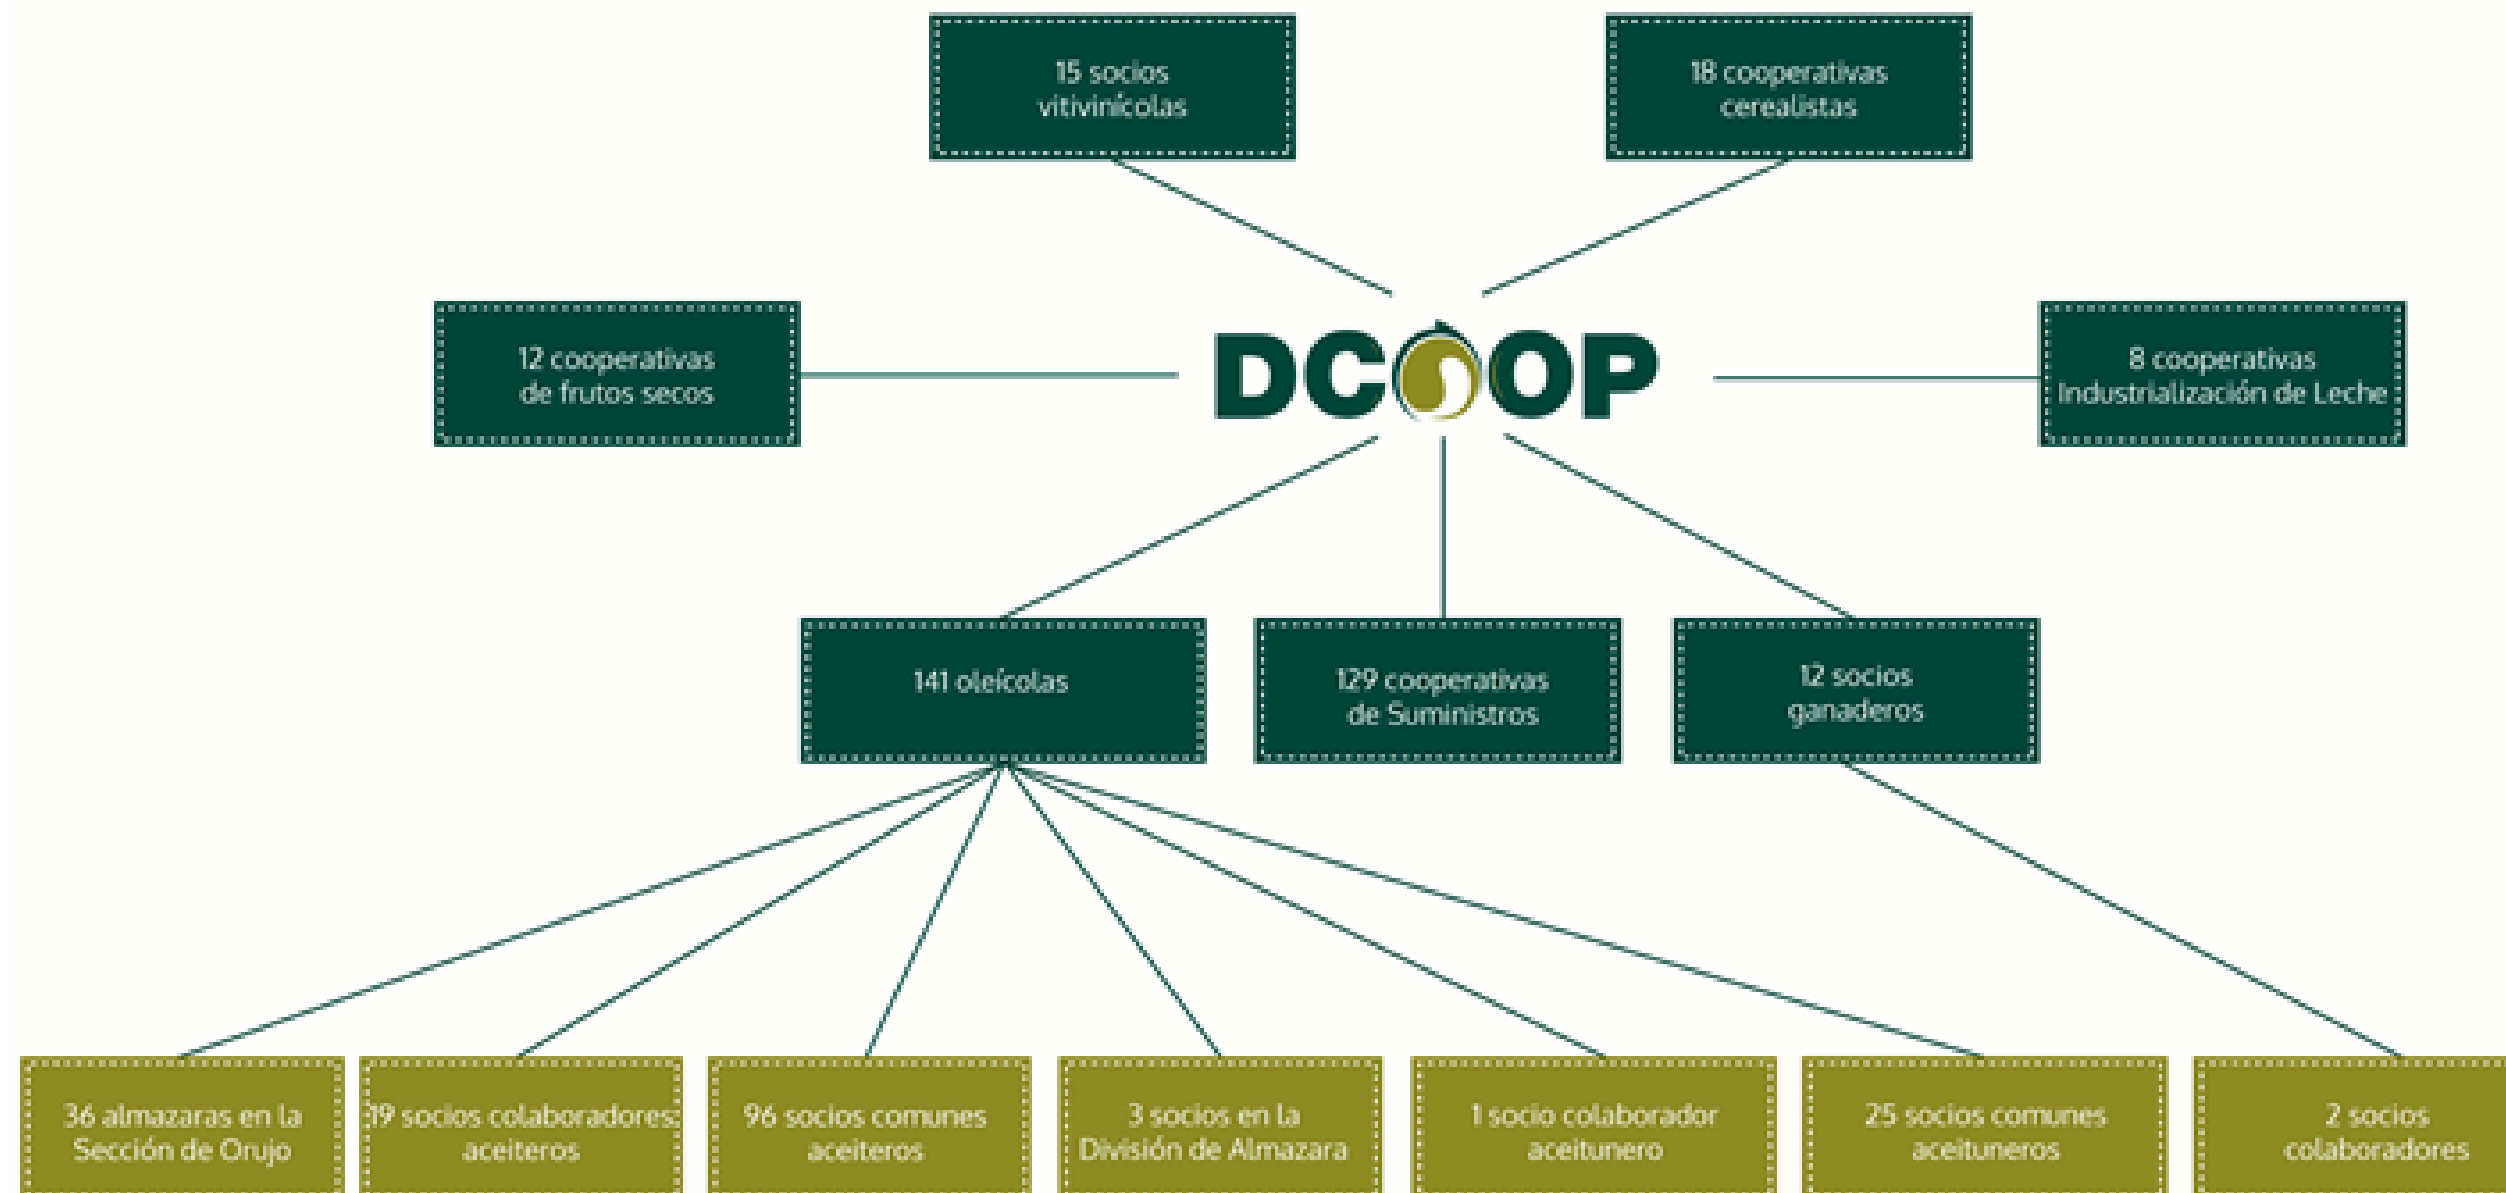 15 socios
vitivinícolas
18 cooperativas
cerealistas
12 cooperativas
de frutos secos
DCOOP
8 cooperativas
Industrialización de Leche
141 oleícolas
129 cooperativas
de Suministros
12 socios
ganaderos
36 almazaras en la
Sección de Orujo
19 socios colaboradores
aceiteros
96 socios comunes
aceiteros
3 socios en la
División de Almazara
1 socio colaborador
aceitunero
25 socios comunes
aceituneros
2 socios
colaboradores